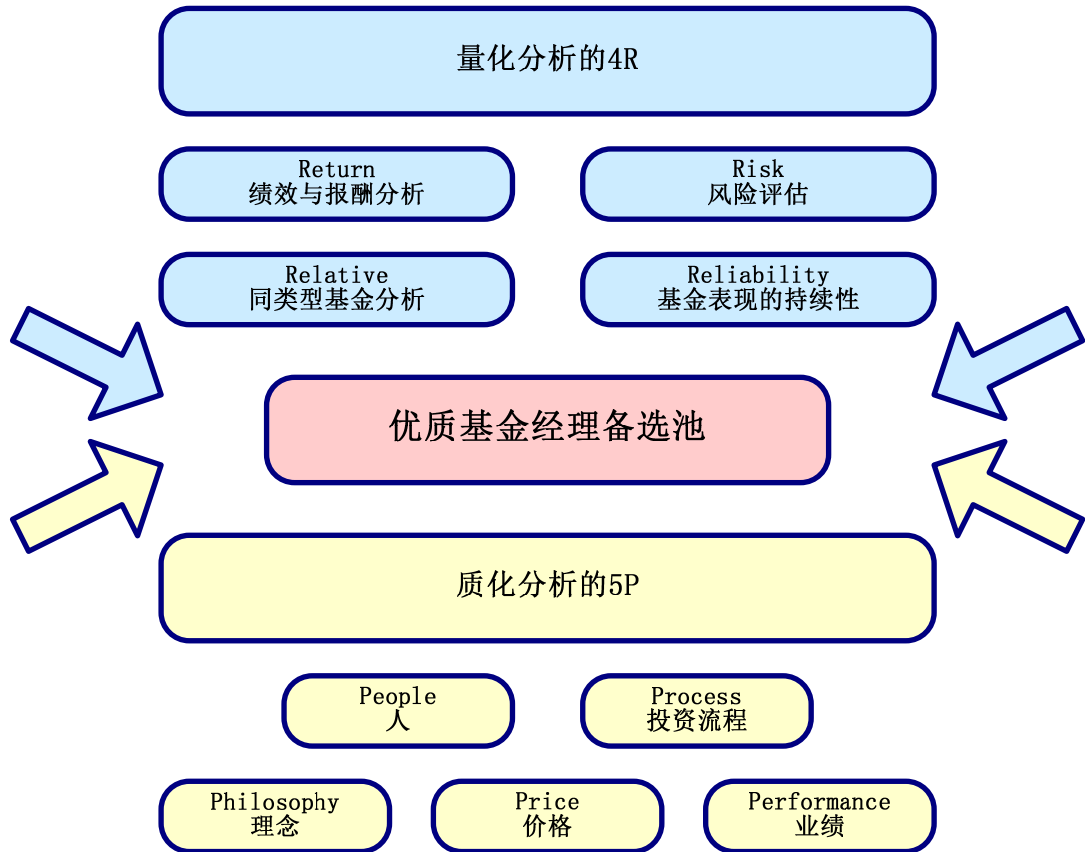 量化分析的4R
Return
绩效与报酬分析
Risk
风险评估
Relative
同类型基金分析
Reliability
基金表现的持续性
优质基金经理备选池
质化分析的5P
People
人
Process
投资流程
Philosophy
理念
Price
价格
Performance
业绩